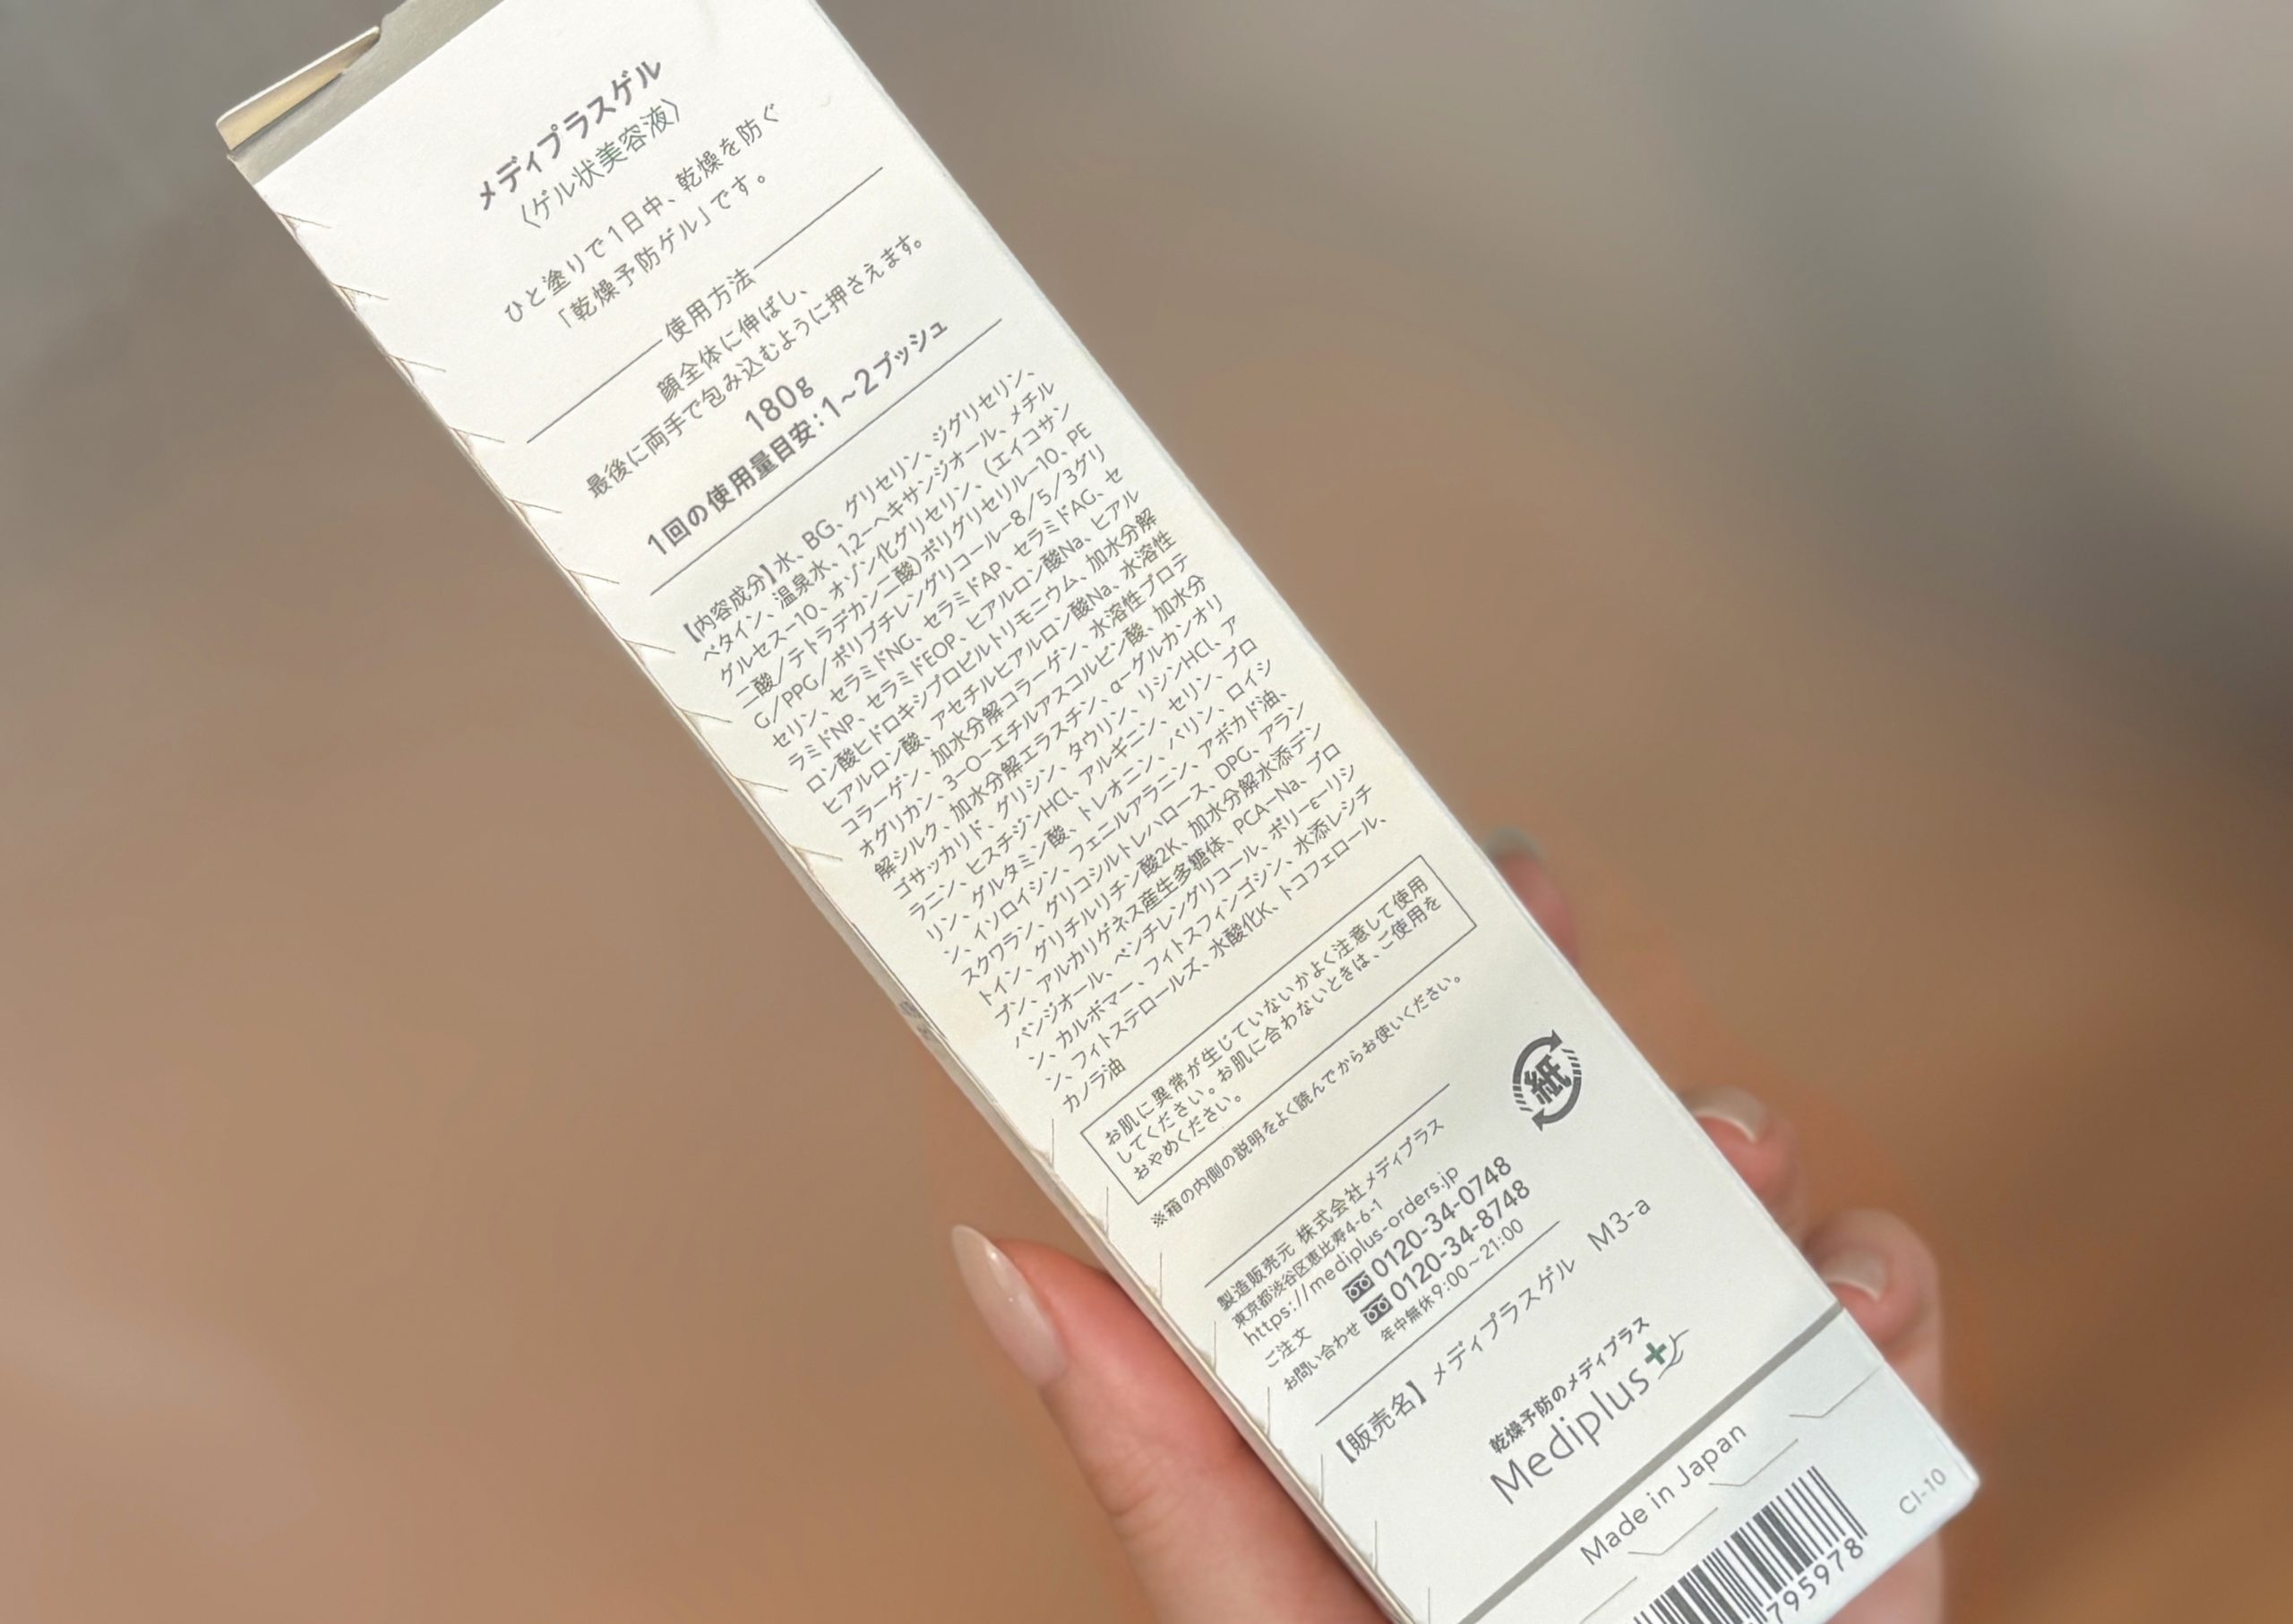 メディプラスゲル
〈ゲル状美容液〉
ひと塗りで1日中、乾燥を防ぐ
「乾燥予防ゲル」です。
使用方法
顔全体に伸ばし、
最後に両手で包み込むように押さえます。
180g
1回の使用量目安：1~2プッシュ
【内容成分】水、BG、グリセリン、ジグリセリン、
ベタイン、温泉水、1,2-ヘキサンジオール、メチル
グルセス-10、オゾン化グリセリン、（エイコサン
二酸/テトラデカン二酸）ポリグリセリル-10、PE
G/PPG/ポリブチレングリコール-8/5/3グリ
セリン、セラミドNG、セラミドAP、セラミドAG、セ
ラミドNP、セラミドEOP、ヒアルロン酸Na、ヒアル
ロン酸ヒドロキシプロピルトリモニウム、加水分解
ヒアルロン酸、アセチルヒアルロン酸Na、水溶性
コラーゲン、加水分解コラーゲン、水溶性プロテ
オグリカン、3-O-エチルアスコルビン酸、加水分
解シルク、加水分解エラスチン、α-グルカンオリ
ゴサッカリド、グリシン、タウリン、リシンHCl、ア
ラニン、ヒスチジンHCl、アルギニン、セリン、プロ
リン、グルタミン酸、トレオニン、バリン、ロイシ
ン、イソロイシン、フェニルアラニン、アボカド油、
スクワラン、グリコシルトレハロース、DPG、アラン
トイン、グリチルリチン酸2K、加水分解水添デン
プン、アルカリゲネス産生多糖体、PCA-Na、プロ
パンジオール、ペンチレングリコール、ポリ-ε-リシ
ン、カルボマー、フィトスフィンゴシン、水添レシチ
ン、フィトステロールズ、水酸化K、トコフェロール、
カノラ油
お肌に異常が生じていないかよく注意して使用
してください。お肌に合わないときは、ご使用を
おやめください。
※箱の内側の説明をよく読んでからお使いください。
紙
製造販売元 株式会社メディプラス
東京都渋谷区恵比寿4-6-1
https://mediplus-orders.jp
ご注文 0120-34-0748
お問い合わせ 0120-34-8748
年中無休9:00~21:00
【販売名】メディプラスゲル M3-a
乾燥予防のメディプラス
Mediplus
Made in Japan
CI-10
795978